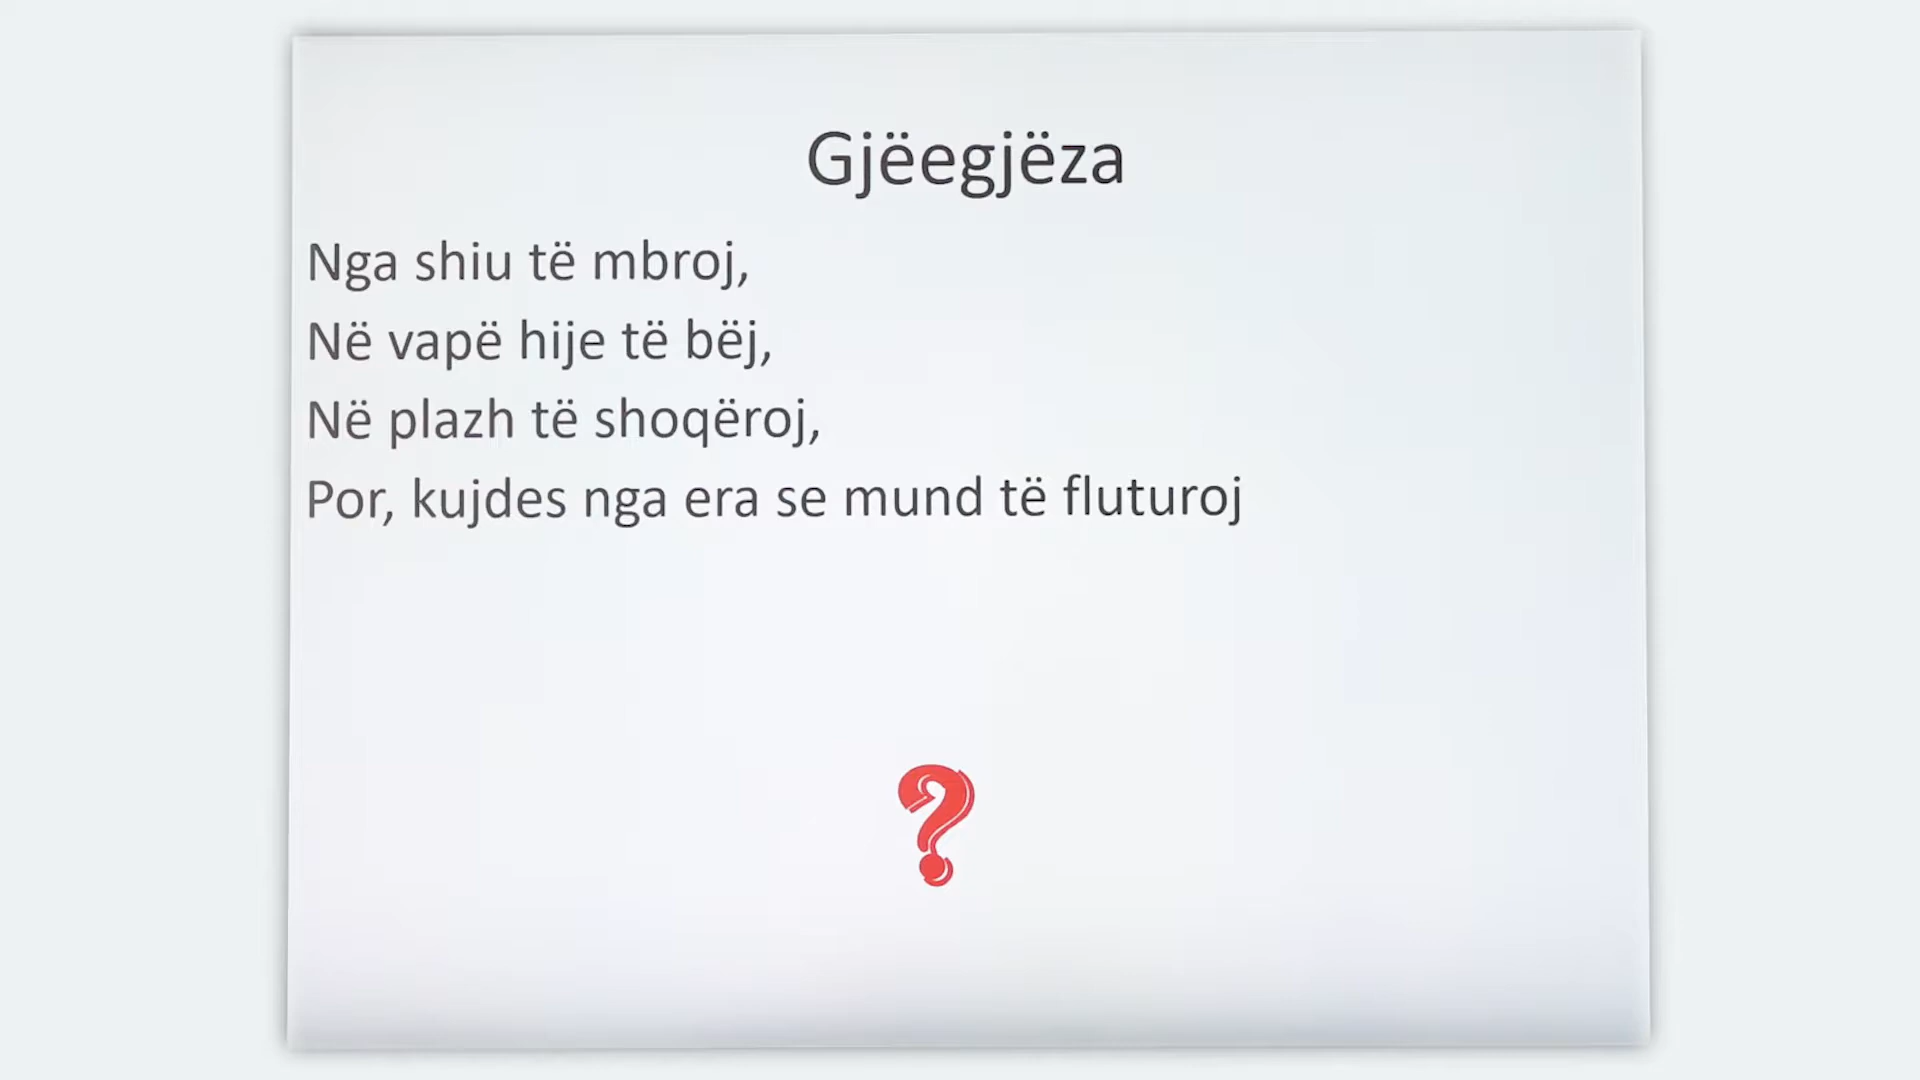 Gjëegjëza
Nga shiu të mbroj,
Në vapë hije të bëj,
Në plazh të shoqëroj,
Por, kujdes nga era se mund të fluturoj
?